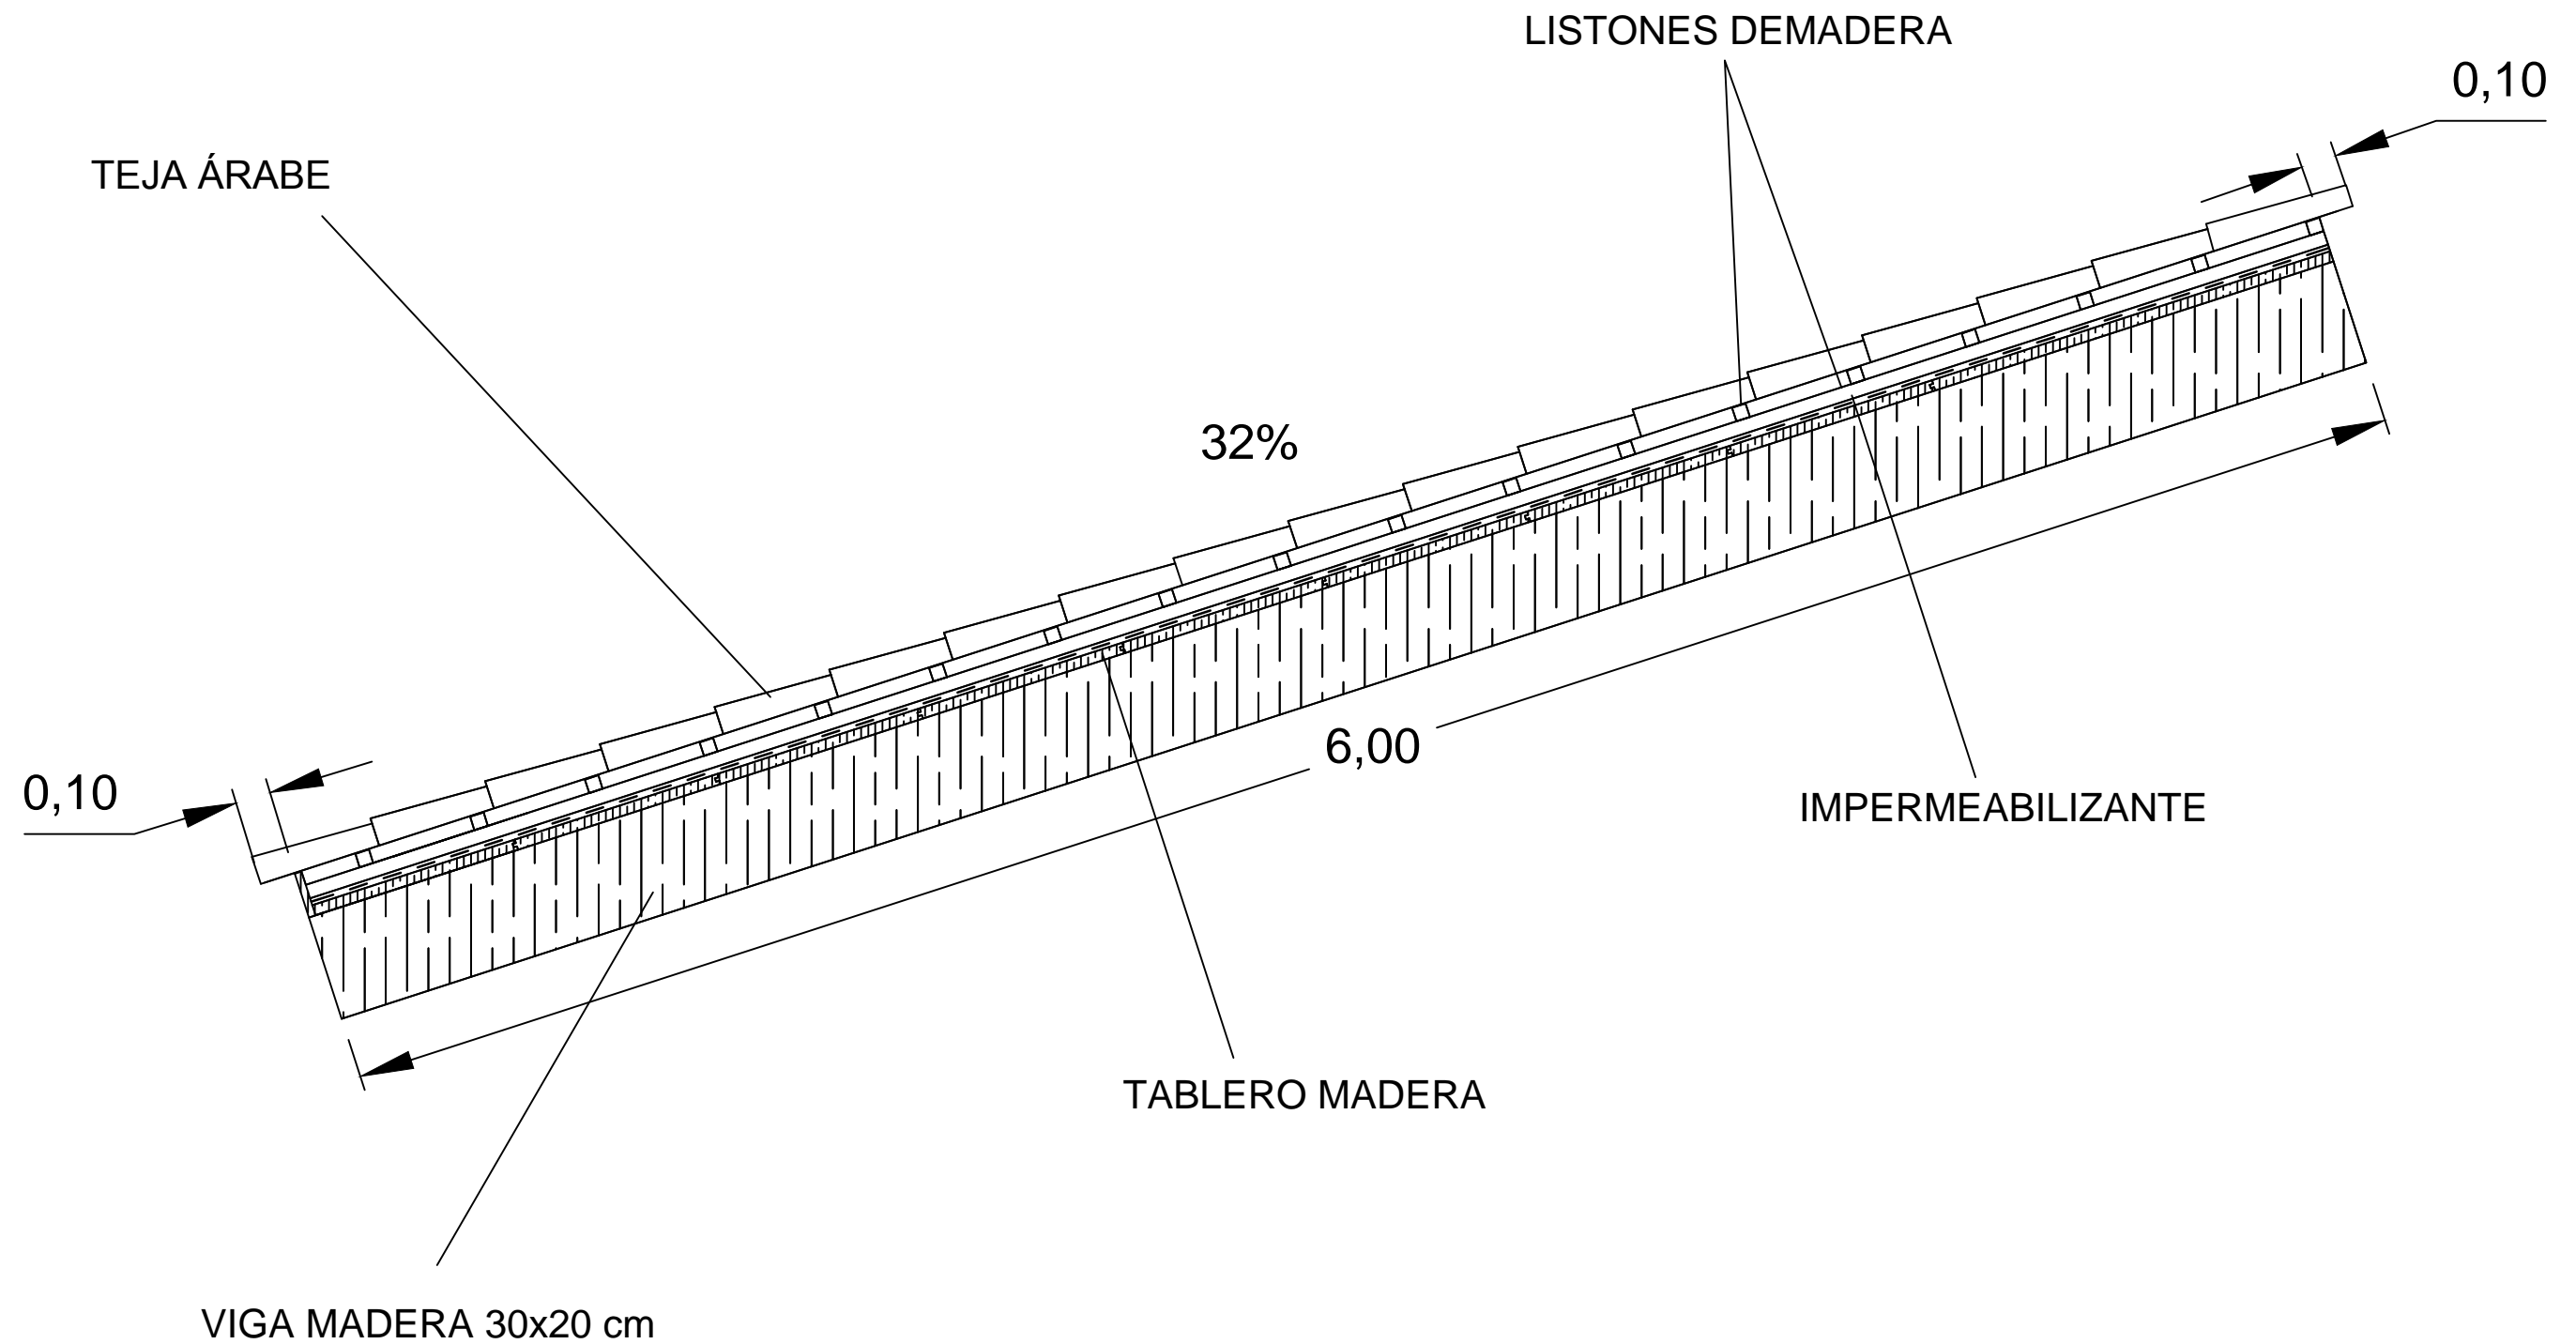 LISTONES DEMADERA
0,10
TEJA ÁRABE
32%
6,00
0,10
IMPERMEABILIZANTE
TABLERO MADERA
VIGA MADERA 30x20 cm